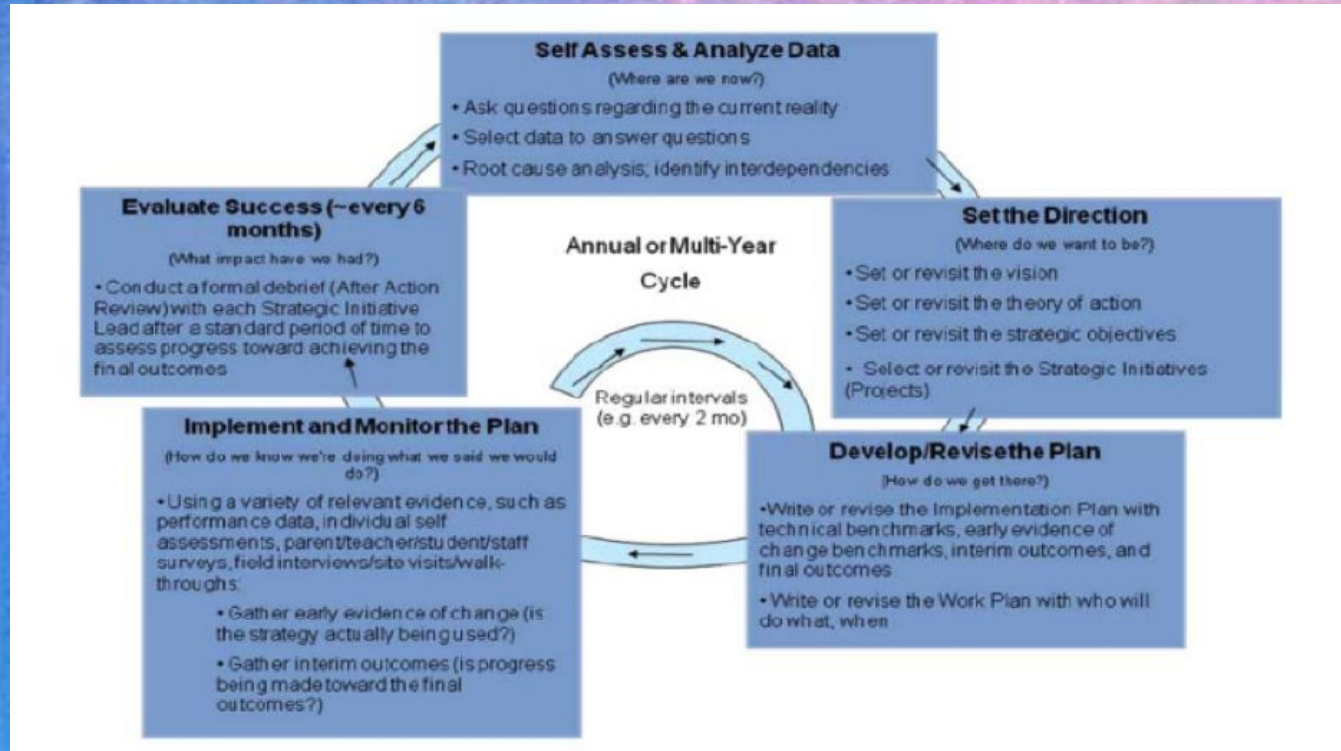 Self Assess & Analyze Data
(Where are we now?)
• Ask questions regarding the current reality
• Select data to answer questions
• Root cause analysis; identify interdependencies
Set the Direction
(Where do we want to be?)
• Set or revisit the vision
• Set or revisit the theory of action
• Set or revisit the strategic objectives
• Select or revisit the Strategic Initiatives
(Projects)
Develop/Revise the Plan
(How do we get there?)
•Write or revise the Implementation Plan with
technical benchmarks, early evidence of
change benchmarks, interim outcomes, and
final outcomes
•Write or revise the Work Plan with who will
do what, when
Implement and Monitor the Plan
(How do we know we're doing what we said we would
do?)
•Using a variety of relevant evidence, such as
performance data, individual self
assessments, parent/teacher/student/staff
surveys, field interviews/site visits/walk-
throughs:
• Gather early evidence of change (is
the strategy actually being used?)
• Gather interim outcomes (is progress
being made toward the final
outcomes?)
Evaluate Success (~every 6
months)
(What impact have we had?)
• Conduct a formal debrief (After Action
Review) with each Strategic Initiative
Lead after a standard period of time to
assess progress toward achieving the
final outcomes
Annual or Multi-Year
Cycle
Regular intervals
(e.g. every 2 mo)